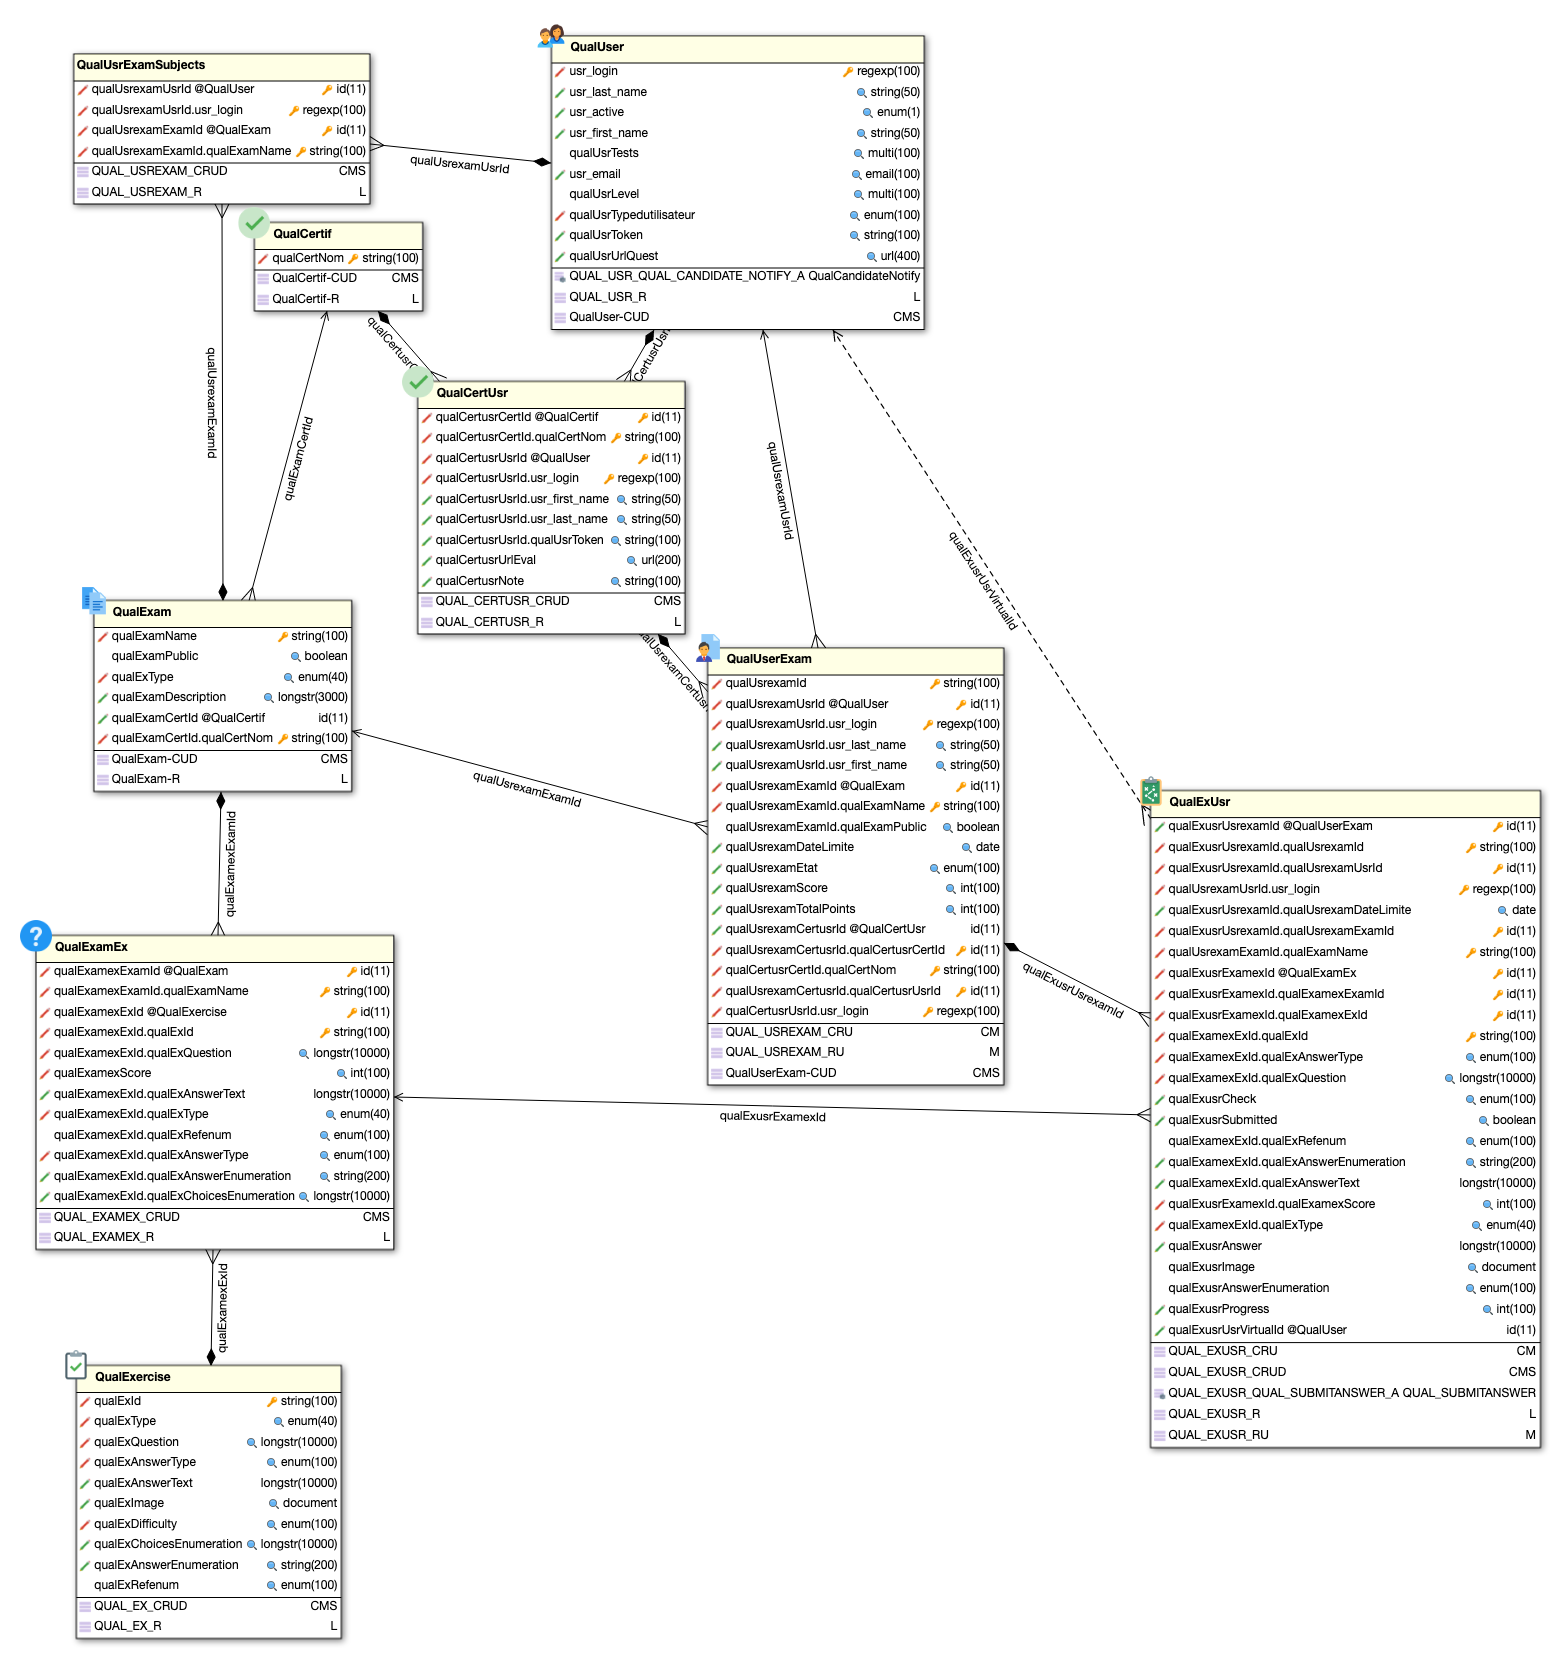 QualUsrExamSubjects
qualUsrexamUsrId @QualUser id(11)
qualUsrexamUsrId.usr_login regexp(100)
qualUsrexamExamId @QualExam id(11)
qualUsrexamExamId.qualExamName string(100)
QUAL_USREXAM_CRUD CMS
QUAL_USREXAM_R L
qualUsrexamUsrId
QualUser
usr_login regexp(100)
usr_last_name string(50)
usr_active enum(1)
usr_first_name string(50)
qualUsrTests multi(100)
usr_email email(100)
qualUsrLevel multi(100)
qualUsrTypedutilisateur enum(100)
qualUsrToken string(100)
qualUsrUrlQuest url(400)
QUAL_USR_QUAL_CANDIDATE_NOTIFY_A QualCandidateNotify
QUAL_USR_R L
QualUser-CUD CMS
QualCertif
qualCertNom string(100)
QualCertif-CUD CMS
QualCertif-R L
qualUsrexamExamId
qualExamCertId
QualCertUsr
qualCertusrCertId @QualCertif id(11)
qualCertusrCertId.qualCertNom string(100)
qualCertusrUsrId @QualUser id(11)
qualCertusrUsrId.usr_login regexp(100)
qualCertusrUsrId.usr_first_name string(50)
qualCertusrUsrId.usr_last_name string(50)
qualCertusrUsrId.qualUsrToken string(100)
qualCertusrUrlEval url(200)
qualCertusrNote string(100)
QUAL_CERTUSR_CRUD CMS
QUAL_CERTUSR_R L
qualUsrexamUsrId
qualExusrUsrVirtualId
QualExam
qualExamName string(100)
qualExamPublic boolean
qualExType enum(40)
qualExamDescription longstr(3000)
qualExamCertId @QualCertif id(11)
qualExamCertId.qualCertNom string(100)
QualExam-CUD CMS
QualExam-R L
qualUsrexamExamId
QualUserExam
qualUsrexamId string(100)
qualUsrexamUsrId @QualUser id(11)
qualUsrexamUsrId.usr_login regexp(100)
qualUsrexamUsrId.usr_last_name string(50)
qualUsrexamUsrId.usr_first_name string(50)
qualUsrexamExamId @QualExam id(11)
qualUsrexamExamId.qualExamName string(100)
qualUsrexamExamId.qualExamPublic boolean
qualUsrexamDateLimite date
qualUsrexamEtat enum(100)
qualUsrexamScore int(100)
qualUsrexamTotalPoints int(100)
qualUsrexamCertusrId @QualCertUsr id(11)
qualUsrexamCertusrId.qualCertusrCertId id(11)
qualCertusrCertId.qualCertNom string(100)
qualUsrexamCertusrId.qualCertusrUsrId id(11)
qualCertusrUsrId.usr_login regexp(100)
QUAL_USREXAM_CRU CM
QUAL_USREXAM_RU M
QualUserExam-CUD CMS
qualExusrUsrexamId
QualExUsr
qualExusrUsrexamId @QualUserExam id(11)
qualExusrUsrexamId.qualUsrexamId string(100)
qualExusrUsrexamId.qualUsrexamUsrId id(11)
qualUsrexamUsrId.usr_login regexp(100)
qualExusrUsrexamId.qualUsrexamDateLimite date
qualExusrUsrexamId.qualUsrexamExamId id(11)
qualUsrexamExamId.qualExamName string(100)
qualExusrExamexId @QualExamEx id(11)
qualExusrExamexId.qualExamexExamId id(11)
qualExusrExamexId.qualExamexExId id(11)
qualExamexExId.qualExId string(100)
qualExamexExId.qualExAnswerType enum(100)
qualExamexExId.qualExQuestion longstr(10000)
qualExusrCheck enum(100)
qualExusrSubmitted boolean
qualExamexExId.qualExRefenum enum(100)
qualExamexExId.qualExAnswerEnumeration string(200)
qualExamexExId.qualExAnswerText longstr(10000)
qualExusrExamexId.qualExamexScore int(100)
qualExamexExId.qualExType enum(40)
qualExusrAnswer longstr(10000)
qualExusrImage document
qualExusrAnswerEnumeration enum(100)
qualExusrProgress int(100)
qualExusrUsrVirtualId @QualUser id(11)
QUAL_EXUSR_CRU CM
QUAL_EXUSR_CRUD CMS
QUAL_EXUSR_QUAL_SUBMITANSWER_A QUAL_SUBMITANSWER
QUAL_EXUSR_R L
QUAL_EXUSR_RU M
qualExamexExamId
QualExamEx
qualExamexExamId @QualExam id(11)
qualExamexExamId.qualExamName string(100)
qualExamexExId @QualExercise id(11)
qualExamexExId.qualExId string(100)
qualExamexExId.qualExQuestion longstr(10000)
qualExamexScore int(100)
qualExamexExId.qualExAnswerText longstr(10000)
qualExamexExId.qualExType enum(40)
qualExamexExId.qualExRefenum enum(100)
qualExamexExId.qualExAnswerType enum(100)
qualExamexExId.qualExAnswerEnumeration string(200)
qualExamexExId.qualExChoicesEnumeration longstr(10000)
QUAL_EXAMEX_CRUD CMS
QUAL_EXAMEX_R L
qualExusrExamexId
qualExamexExId
QualExercise
qualExId string(100)
qualExType enum(40)
qualExQuestion longstr(10000)
qualExAnswerType enum(100)
qualExAnswerText longstr(10000)
qualExImage document
qualExDifficulty enum(100)
qualExChoicesEnumeration longstr(10000)
qualExAnswerEnumeration string(200)
qualExRefenum enum(100)
QUAL_EX_CRUD CMS
QUAL_EX_R L